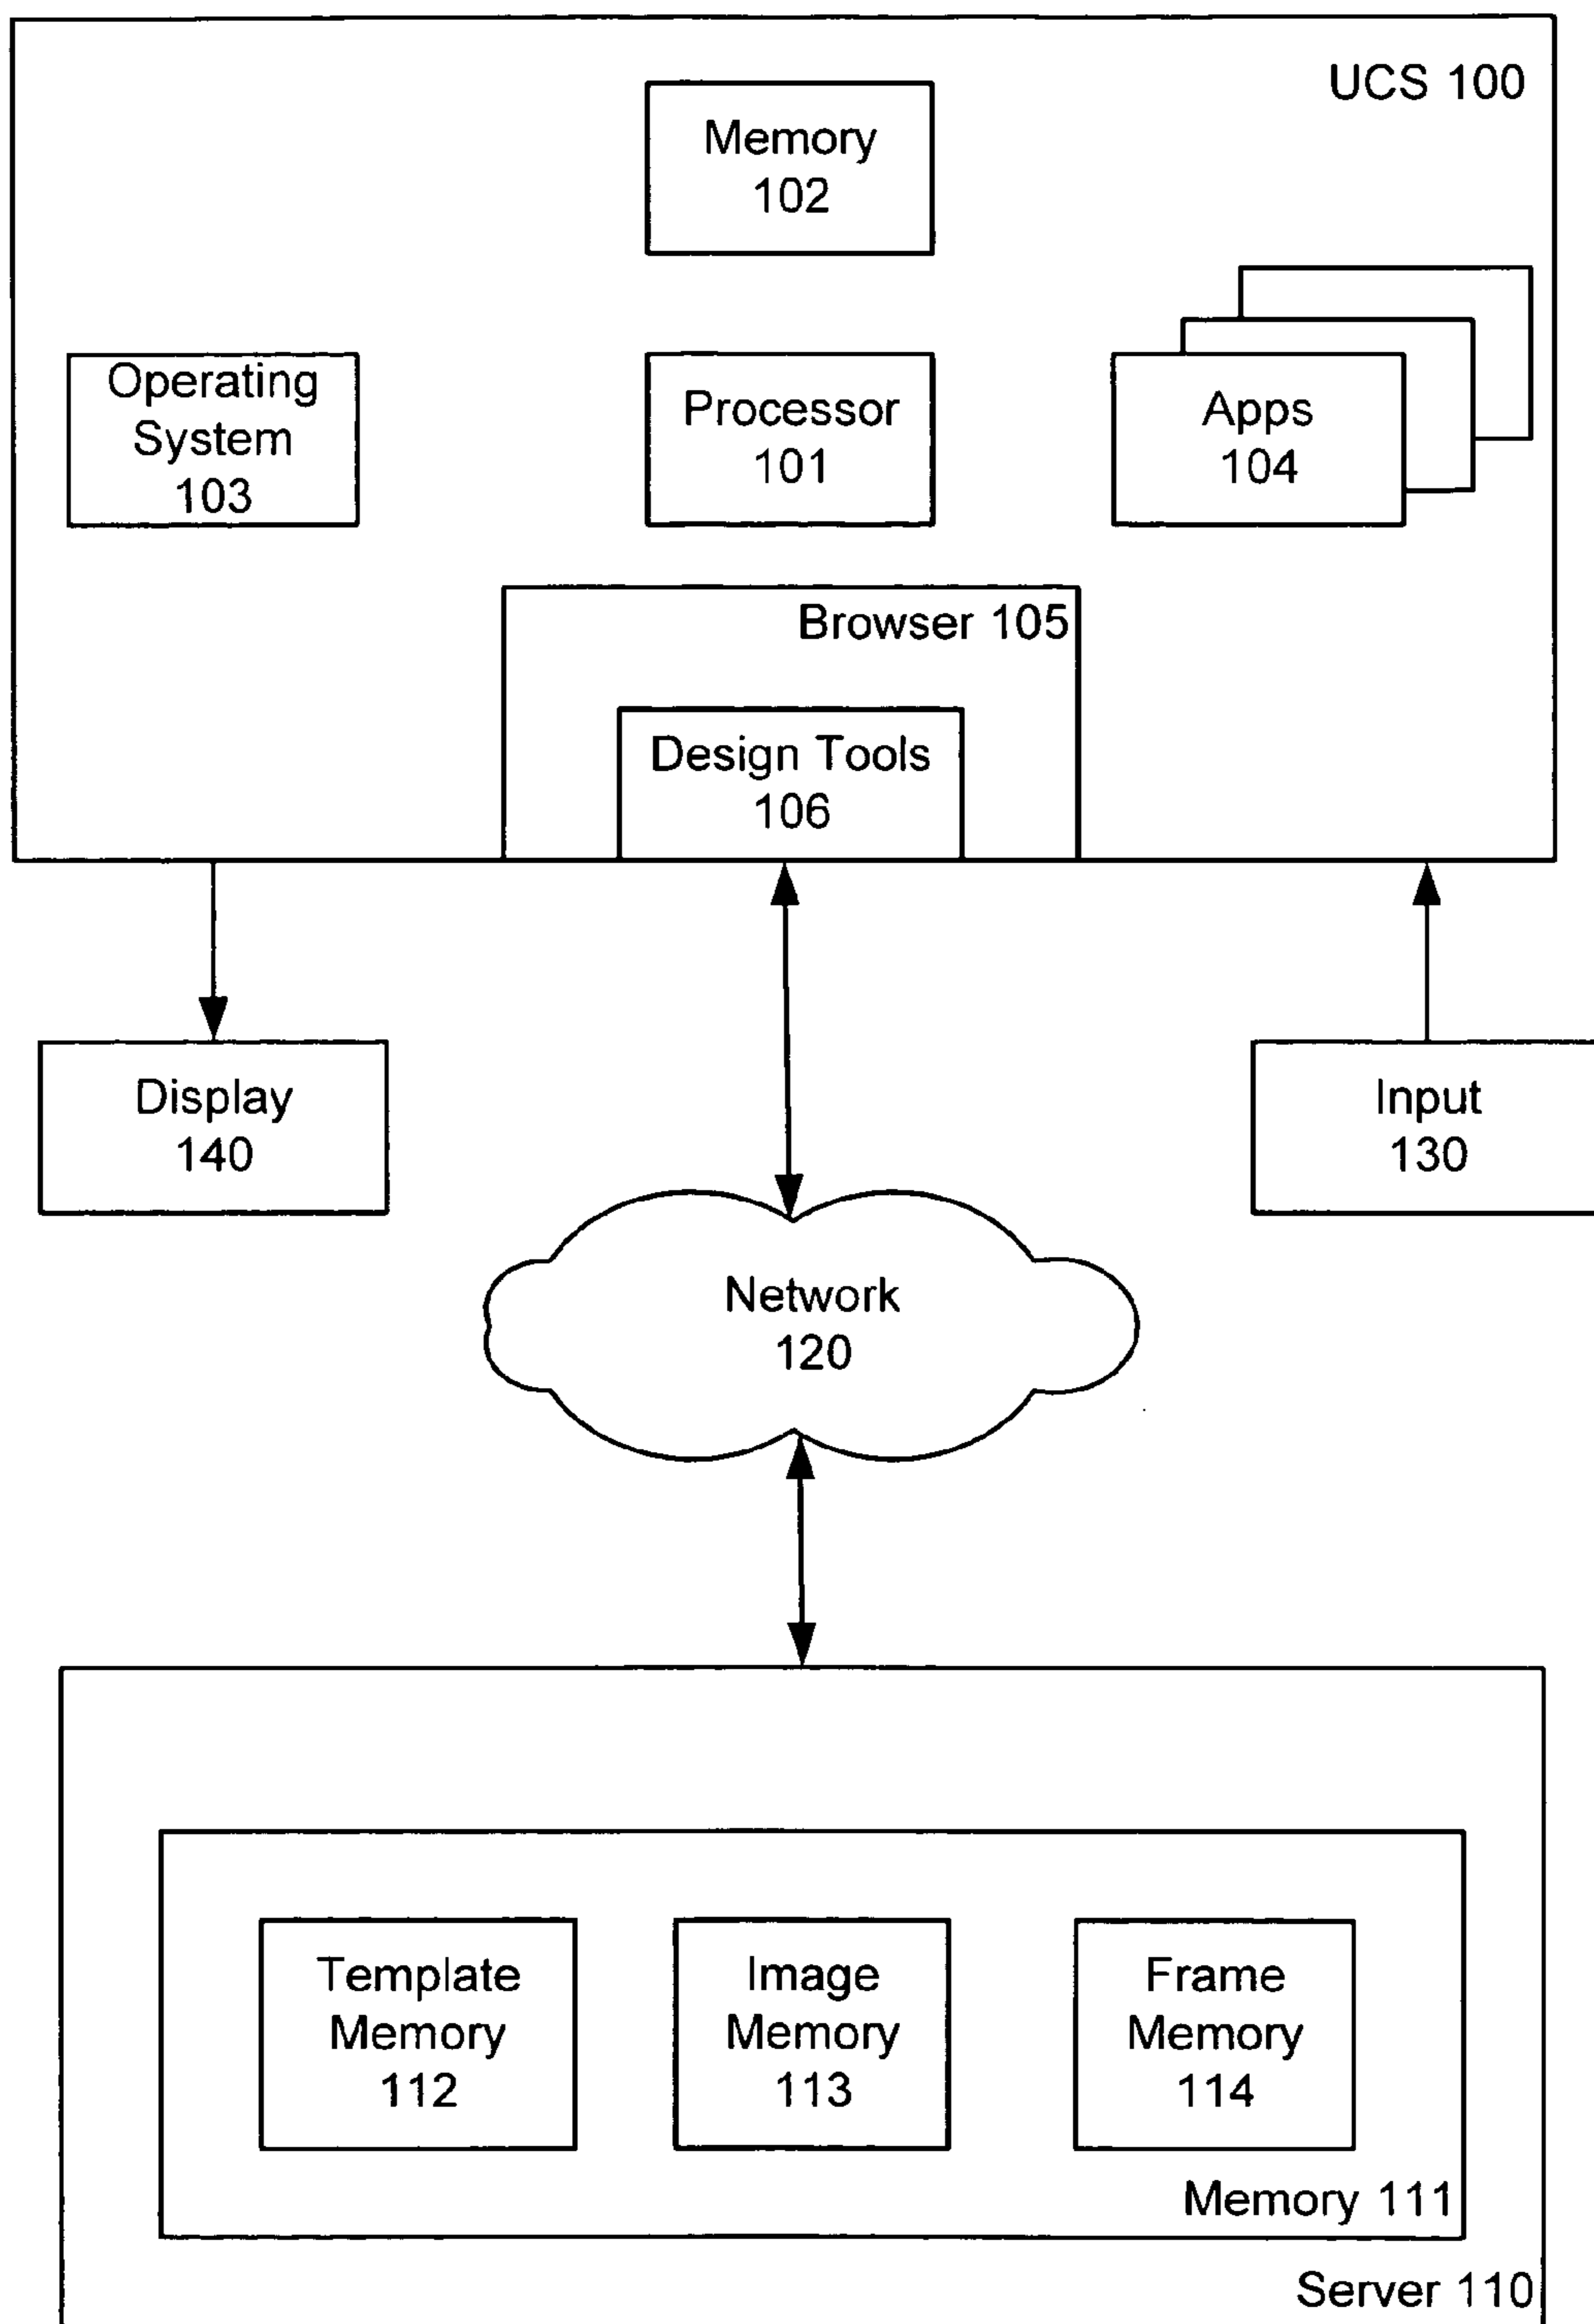 UCS 100
Memory
102
Operating
System
103
Processor
101
Apps
104
Browser 105
Design Tools
106
Display
140
Input
130
Network
120
Template
Memory
112
Image
Memory
113
Frame
Memory
114
Memory 111
Server 110